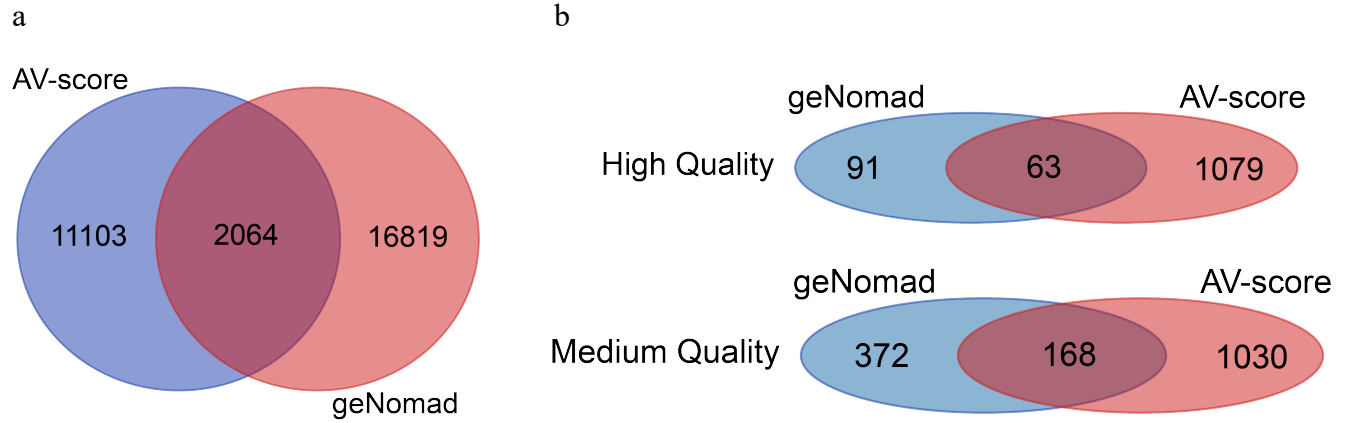 a
AV-score
11103
2064
16819
geNomad
b
geNomad
AV-score
High Quality
91
63
1079
geNomad
AV-score
Medium Quality
372
168
1030